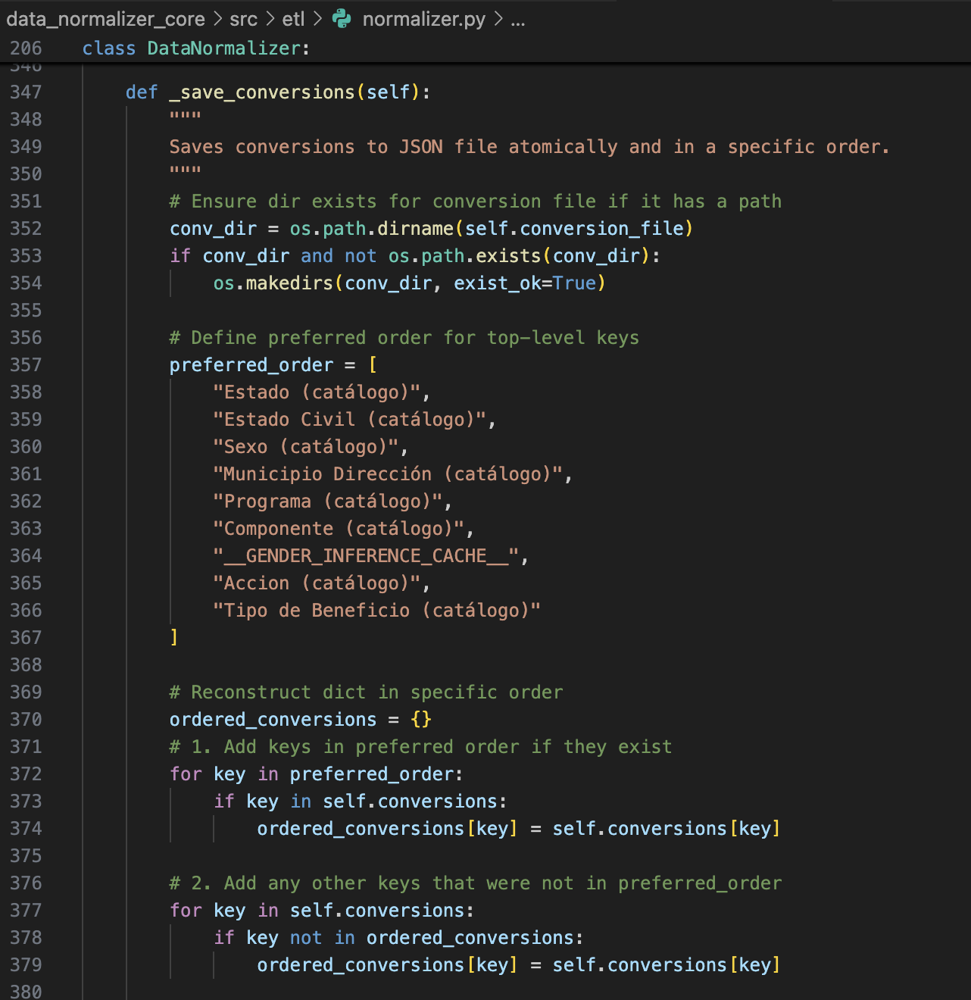 data_normalizer_core > src > etl > normalizer.py > ...
206 class DataNormalizer:
346
347 def _save_conversions(self):
348 """
349 Saves conversions to JSON file atomically and in a specific order.
350 """
351 # Ensure dir exists for conversion file if it has a path
352 conv_dir = os.path.dirname(self.conversion_file)
353 if conv_dir and not os.path.exists(conv_dir):
354 os.makedirs(conv_dir, exist_ok=True)
355
356 # Define preferred order for top-level keys
357 preferred_order = [
358 "Estado (catálogo)",
359 "Estado Civil (catálogo)",
360 "Sexo (catálogo)",
361 "Municipio Dirección (catálogo)",
362 "Programa (catálogo)",
363 "Componente (catálogo)",
364 "__GENDER_INFERENCE_CACHE__",
365 "Accion (catálogo)",
366 "Tipo de Beneficio (catálogo)"
367 ]
368
369 # Reconstruct dict in specific order
370 ordered_conversions = {}
371 # 1. Add keys in preferred order if they exist
372 for key in preferred_order:
373 if key in self.conversions:
374 ordered_conversions[key] = self.conversions[key]
375
376 # 2. Add any other keys that were not in preferred_order
377 for key in self.conversions:
378 if key not in ordered_conversions:
379 ordered_conversions[key] = self.conversions[key]
380